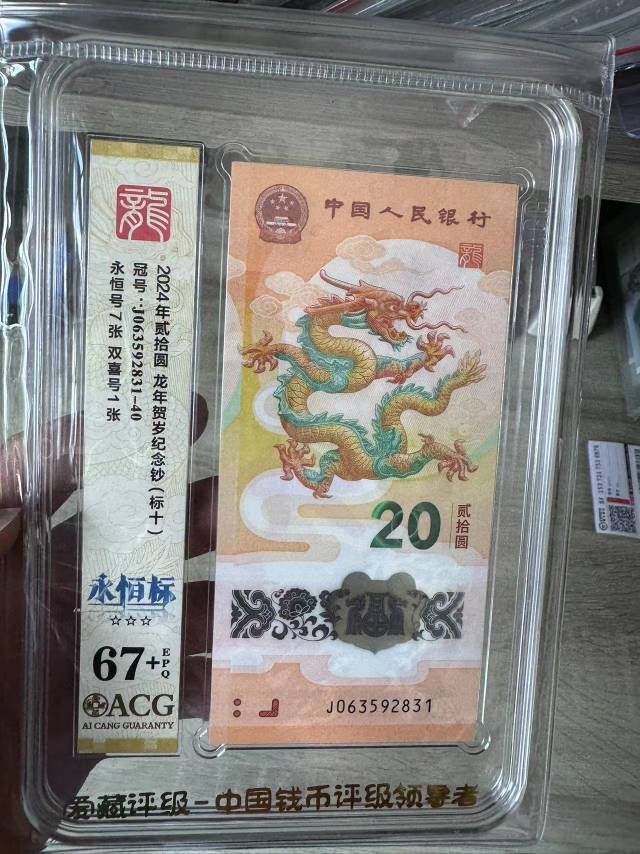 龍
2024年贰拾圆 龙年贺岁纪念钞（标十）
冠号：J063592831-40
永恒号7张 双喜号1张
永恒标
☆☆☆
67+EPQ
ACG
AI CANG GUARANTY
中国人民银行
龍
20
贰拾圆
J063592831
爱藏评级-中国钱币评级领导者